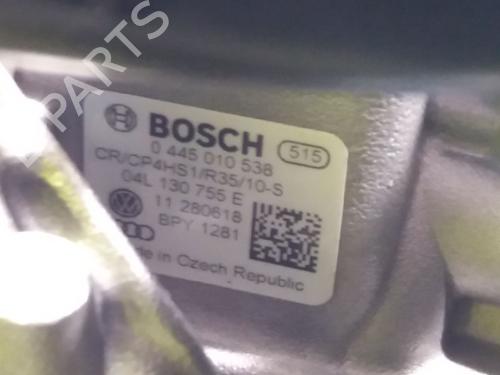 B PARTS
BOSCH
0 445 010 538
515
CR/CP4HS1/R35/10-S
04L 130 755 E
11 280618
BPY 1281
Made in Czech Republic